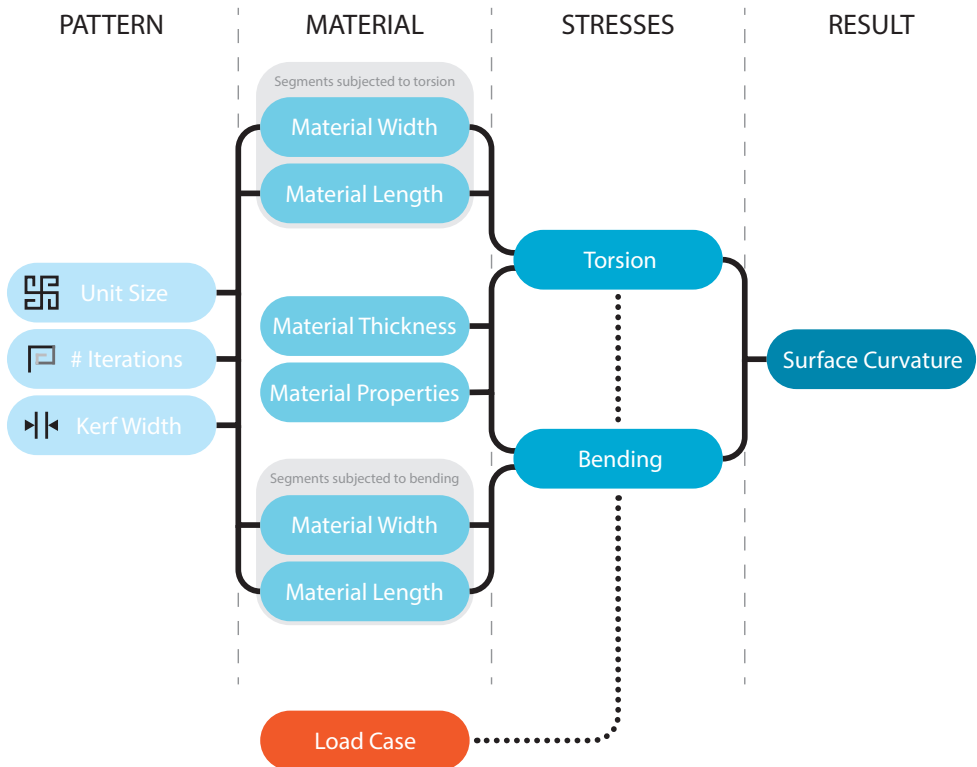 PATTERN
MATERIAL
STRESSES
RESULT
Segments subjected to torsion
Material Width
Material Length
Unit Size
# Iterations
Kerf Width
Material Thickness
Material Properties
Segments subjected to bending
Material Width
Material Length
Torsion
Bending
Surface Curvature
Load Case